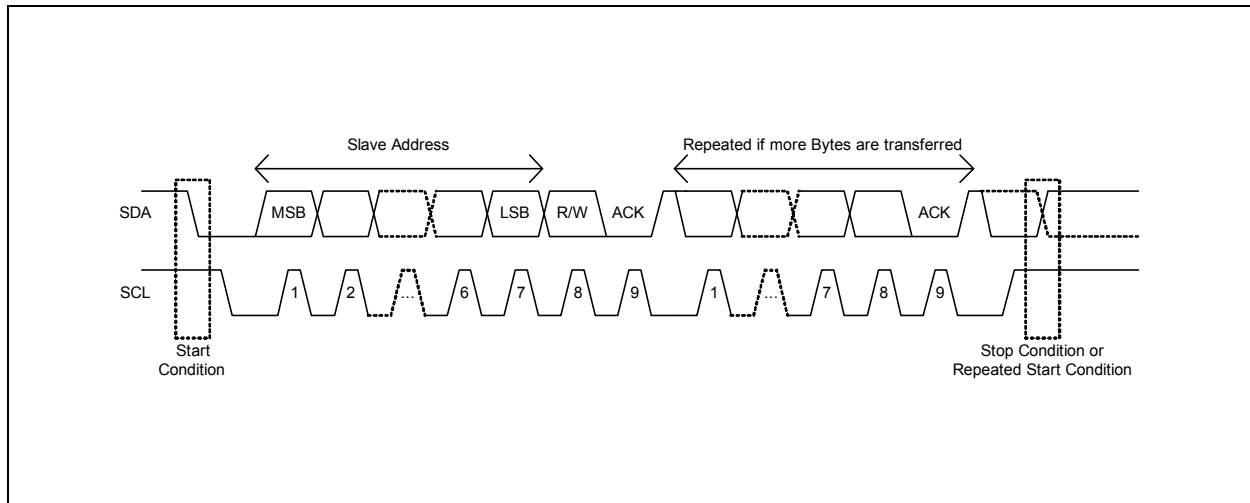 Slave Address
Repeated if more Bytes are transferred
SDA
MSB
LSB
R/W
ACK
ACK
SCL
1
2
...
6
7
8
9
1
...
7
8
9
Start
Condition
Stop Condition or
Repeated Start Condition